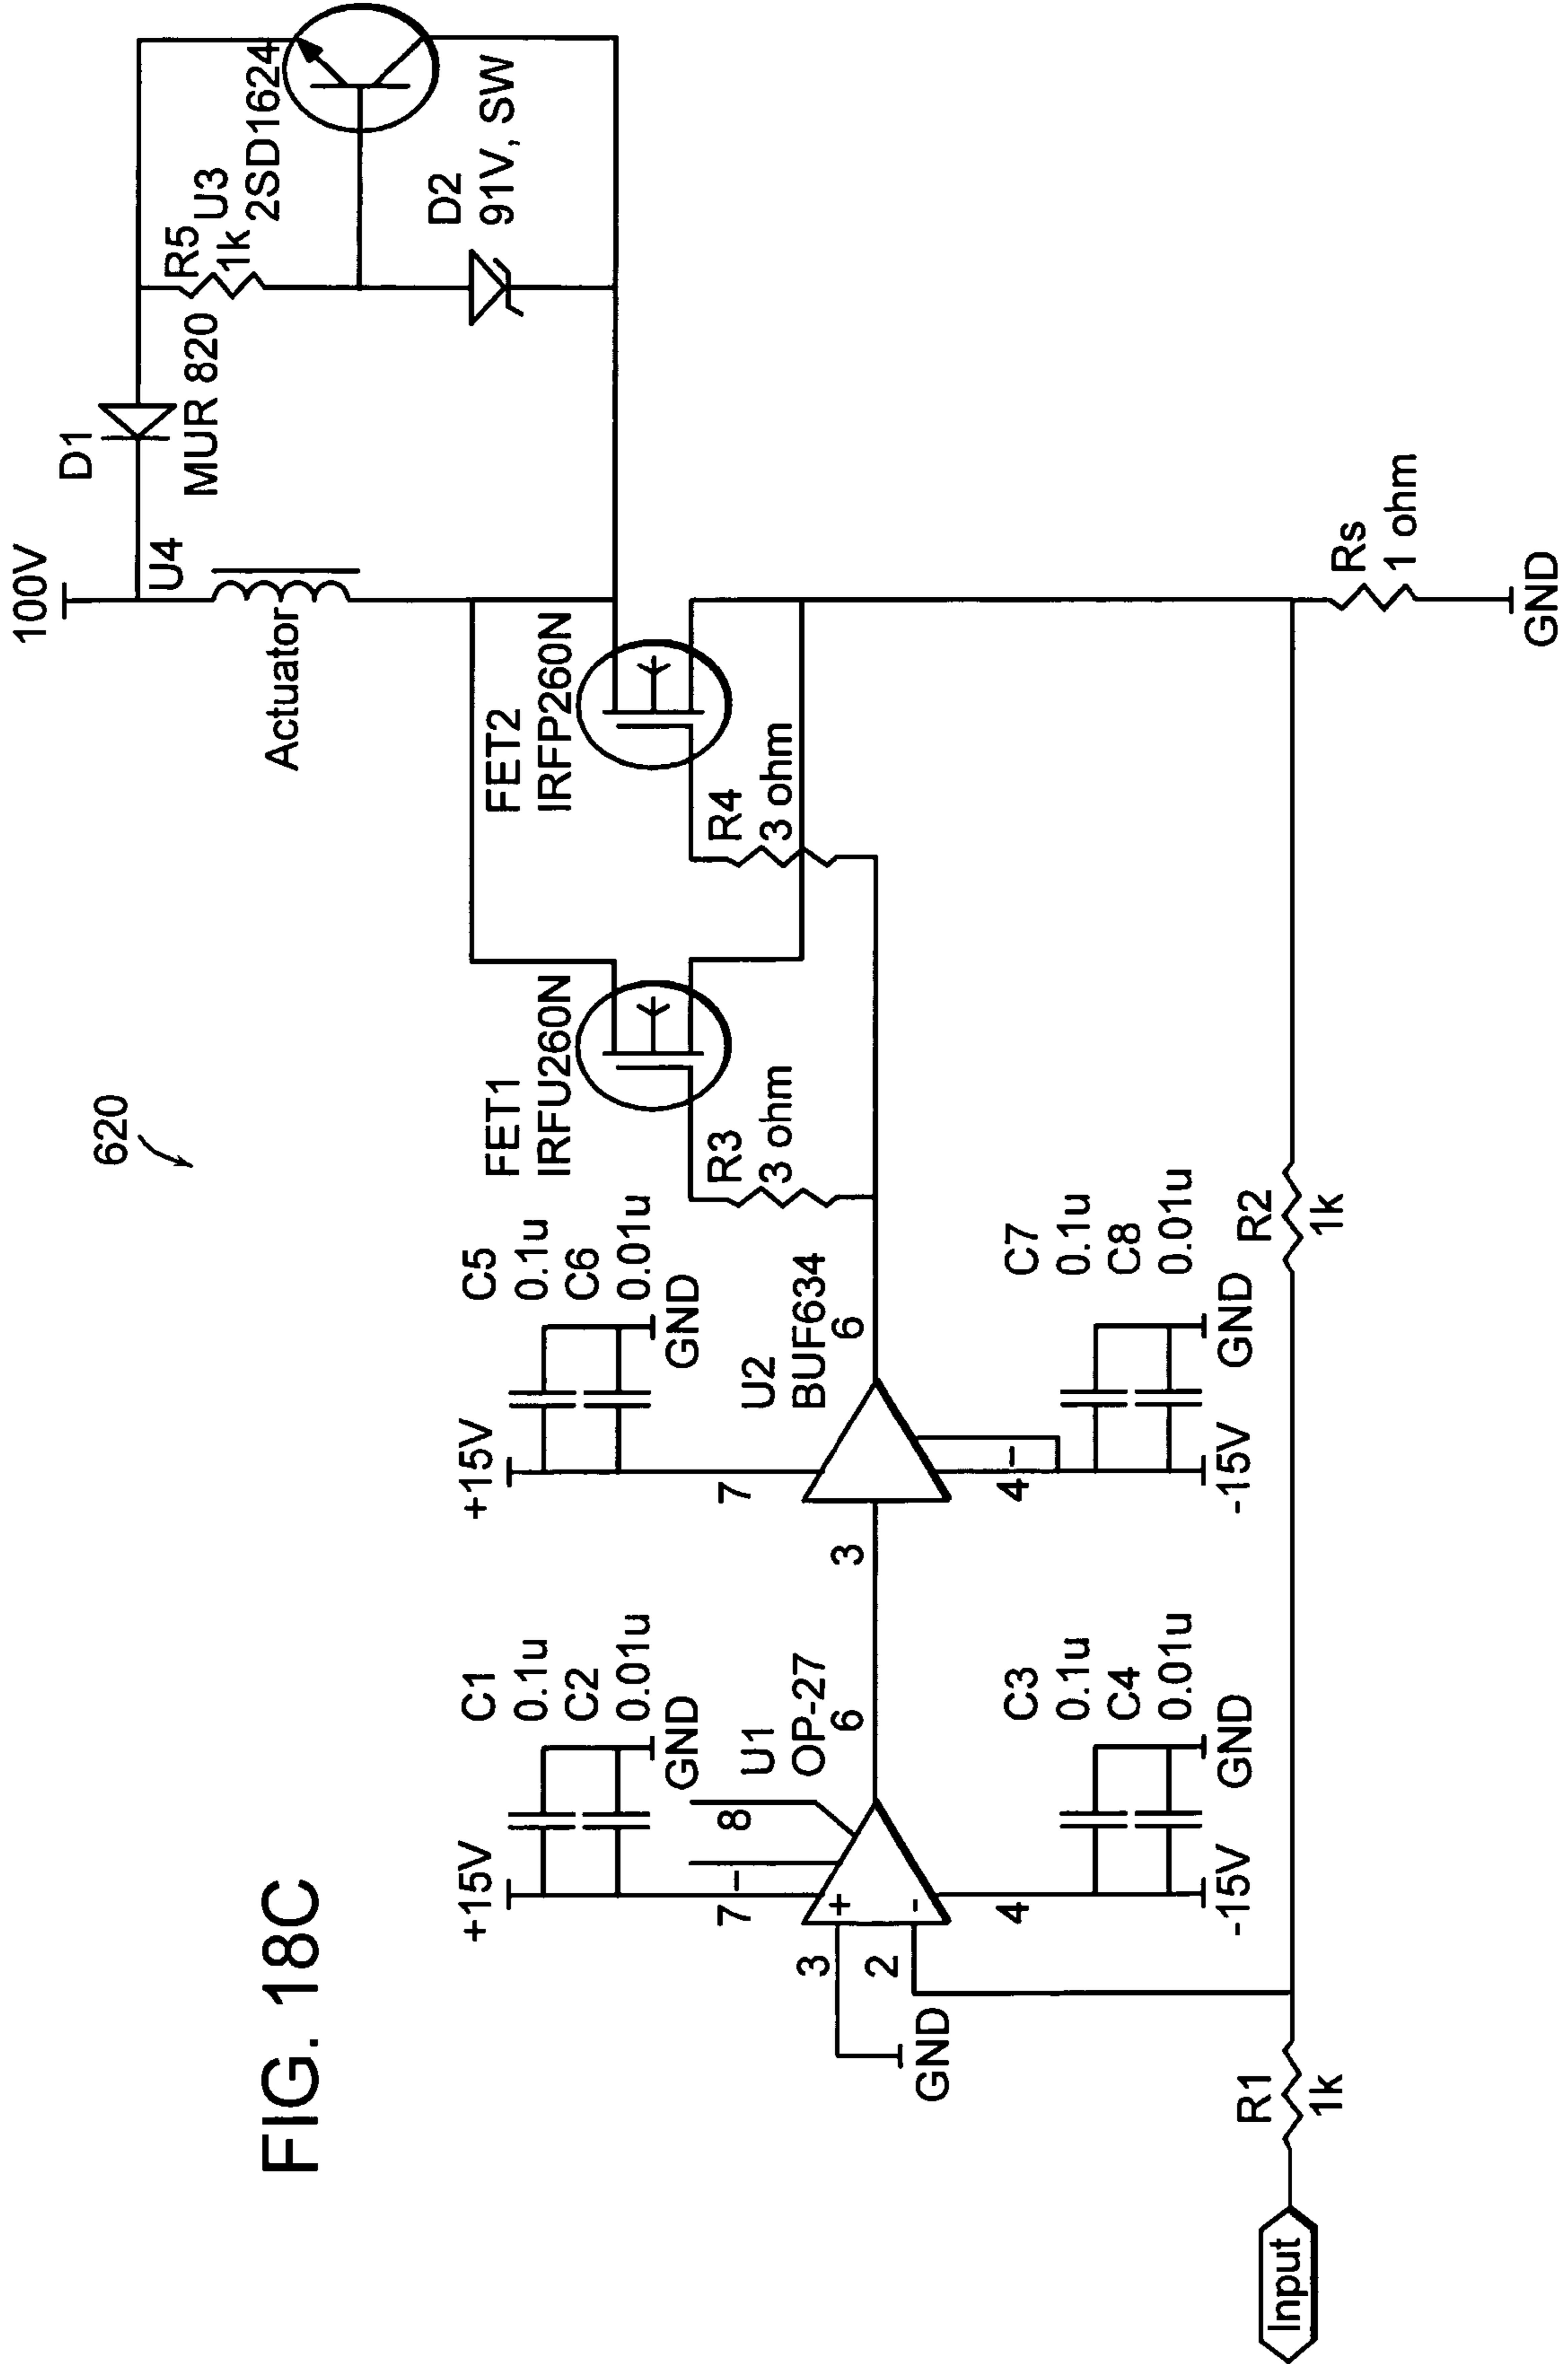 FIG. 18C
620
Input
R1
1k
GND
3
2
+
-
+15V
7
–
8
C1
0.1u
C2
0.01u
GND
U1
OP-27
6
4
-15V
C3
0.1u
C4
0.01u
GND
3
+15V
7
C5
0.1u
C6
0.01u
GND
U2
BUF634
6
4
–
-15V
C7
0.1u
C8
0.01u
GND
R2
1k
FET1
IRFU260N
R3
3 ohm
FET2
IRFP260N
R4
3 ohm
100V
U4
Actuator
D1
MUR 820
R5
1k
U3
2SD1624
D2
91V, SW
Rs
1 ohm
GND